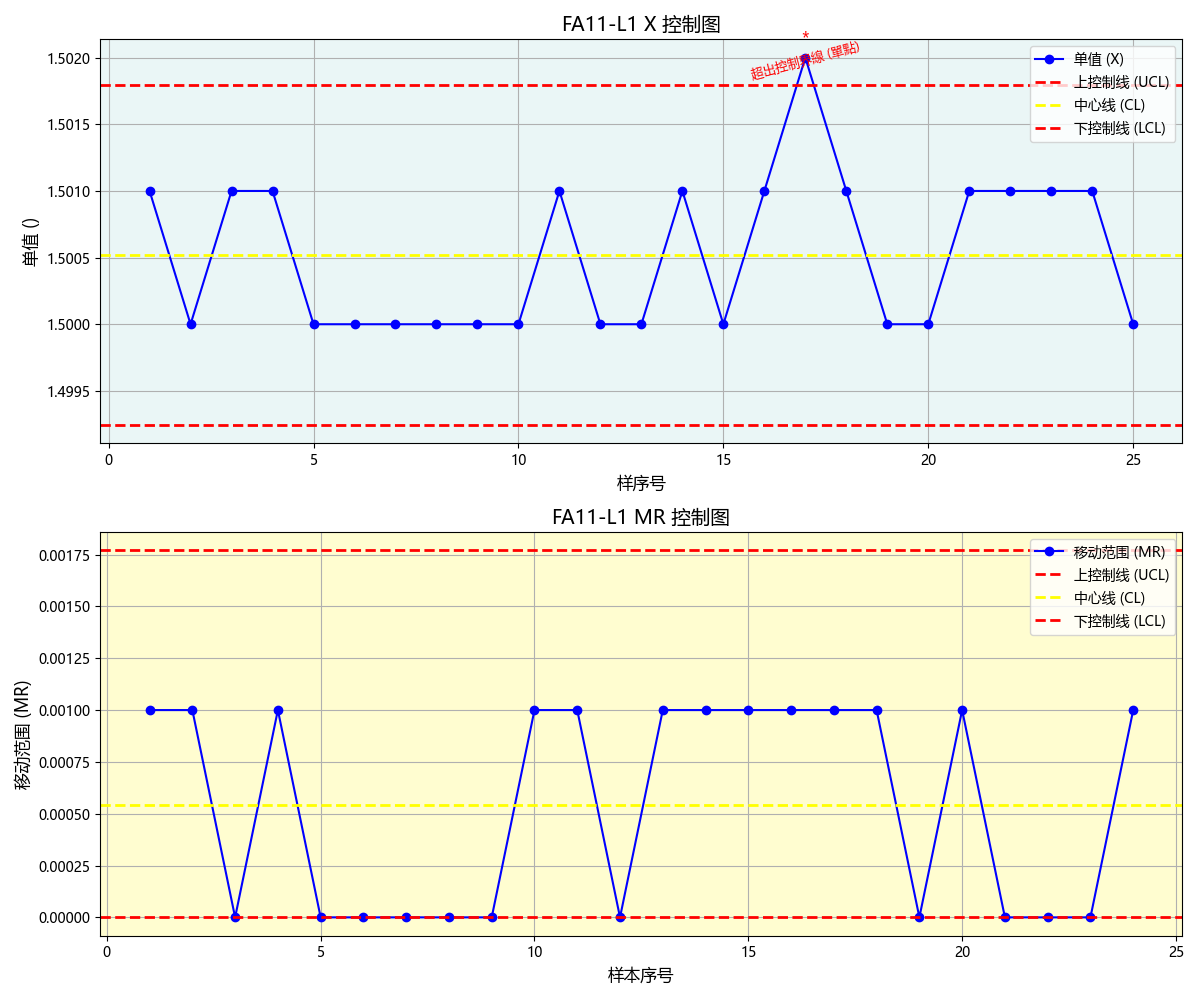 FA11-L1 X 控制图
*
超出控制界線 (單點)
单值 (X)
上控制线 (UCL)
中心线 (CL)
下控制线 (LCL)
1.5020
1.5015
1.5010
1.5005
1.5000
1.4995
单值 ()
0 5 10 15 20 25
样序号
FA11-L1 MR 控制图
移动范围 (MR)
上控制线 (UCL)
中心线 (CL)
下控制线 (LCL)
0.00175
0.00150
0.00125
0.00100
0.00075
0.00050
0.00025
0.00000
移动范围 (MR)
0 5 10 15 20 25
样本序号